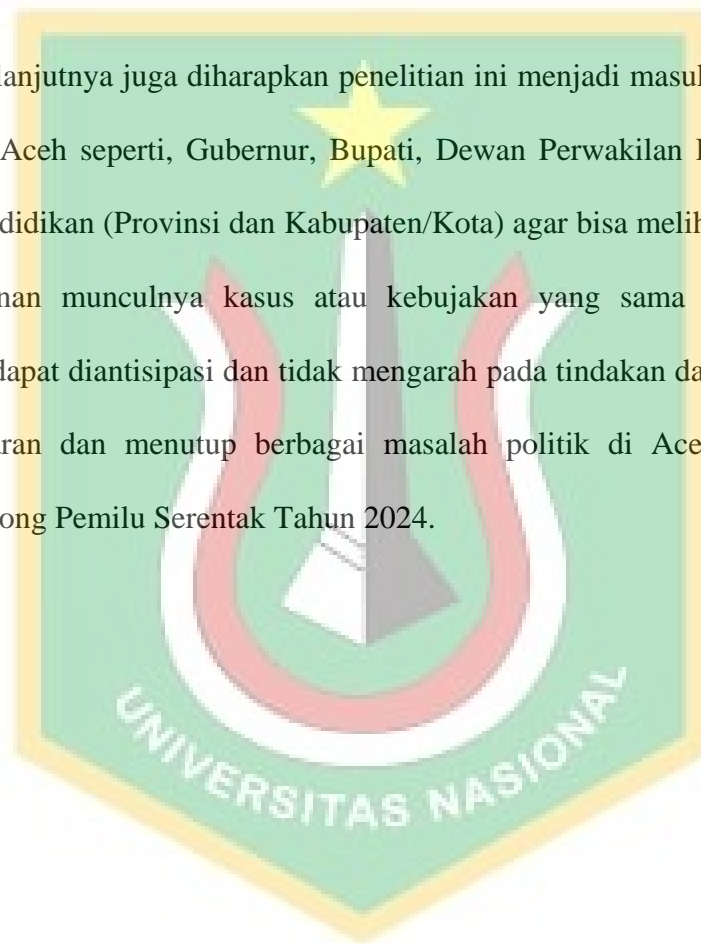 lanjutnya juga diharapkan penelitian ini menjadi masul
Aceh seperti, Gubernur, Bupati, Dewan Perwakilan
didikan (Provinsi dan Kabupaten/Kota) agar bisa melih
nan munculnya kasus atau kebujakan yang sama
dapat diantisipasi dan tidak mengarah pada tindakan da
ran dan menutup berbagai masalah politik di Ace
ong Pemilu Serentak Tahun 2024.
UNIVERSITAS NASIONAL